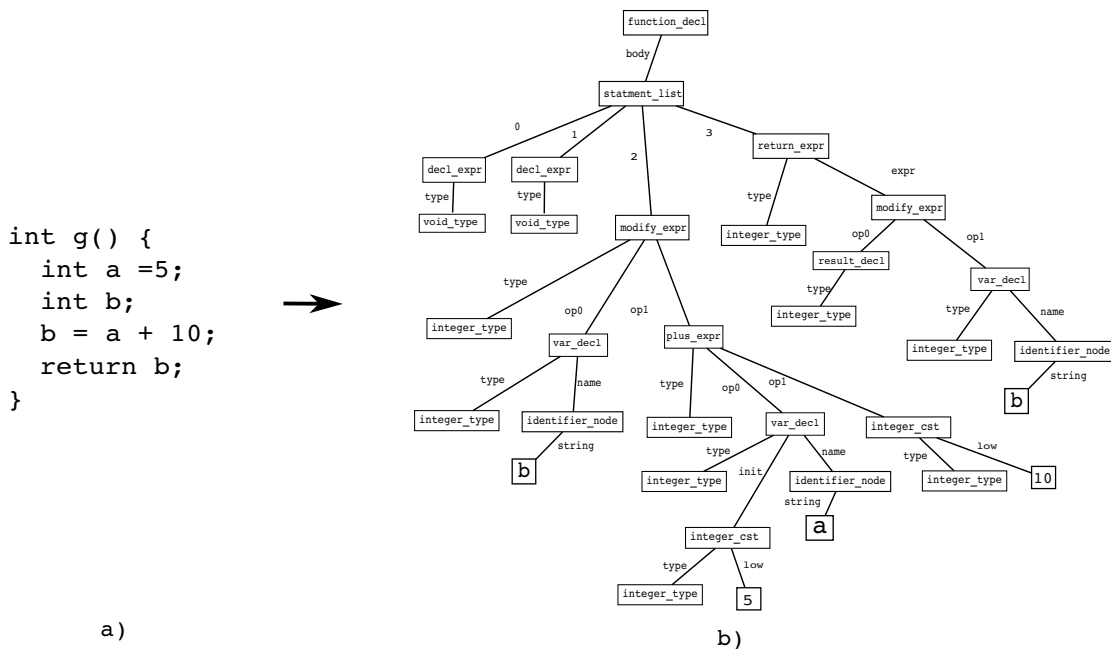 int g() {
int a =5;
int b;
b = a + 10;
return b;
}
a)
function_decl
body
statment_list
0
1
2
3
decl_expr
decl_expr
return_expr
type
type
type
expr
void_type
void_type
modify_expr
integer_type
modify_expr
op0
op1
result_decl
var_decl
type
op0
op1
type
type
name
integer_type
integer_type
integer_type
identifier_node
var_decl
plus_expr
string
b
type
name
type
op0
op1
integer_type
identifier_node
integer_type
var_decl
integer_cst
string
type
init
name
type
low
b
integer_type
identifier_node
integer_type
10
string
a
integer_cst
type
low
integer_type
5
b)